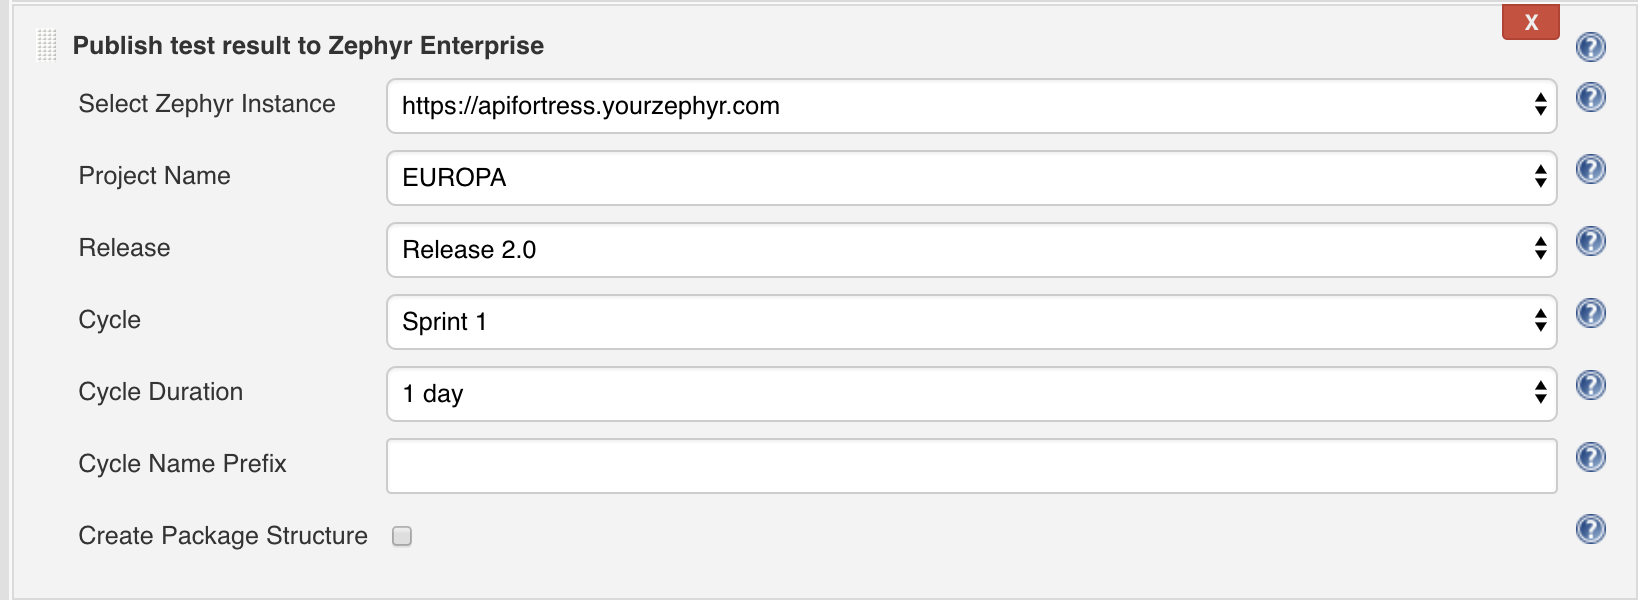 X
Publish test result to Zephyr Enterprise ?
Select Zephyr Instance https://apifortress.yourzephyr.com ?
Project Name EUROPA ?
Release Release 2.0 ?
Cycle Sprint 1 ?
Cycle Duration 1 day ?
Cycle Name Prefix ?
Create Package Structure ?